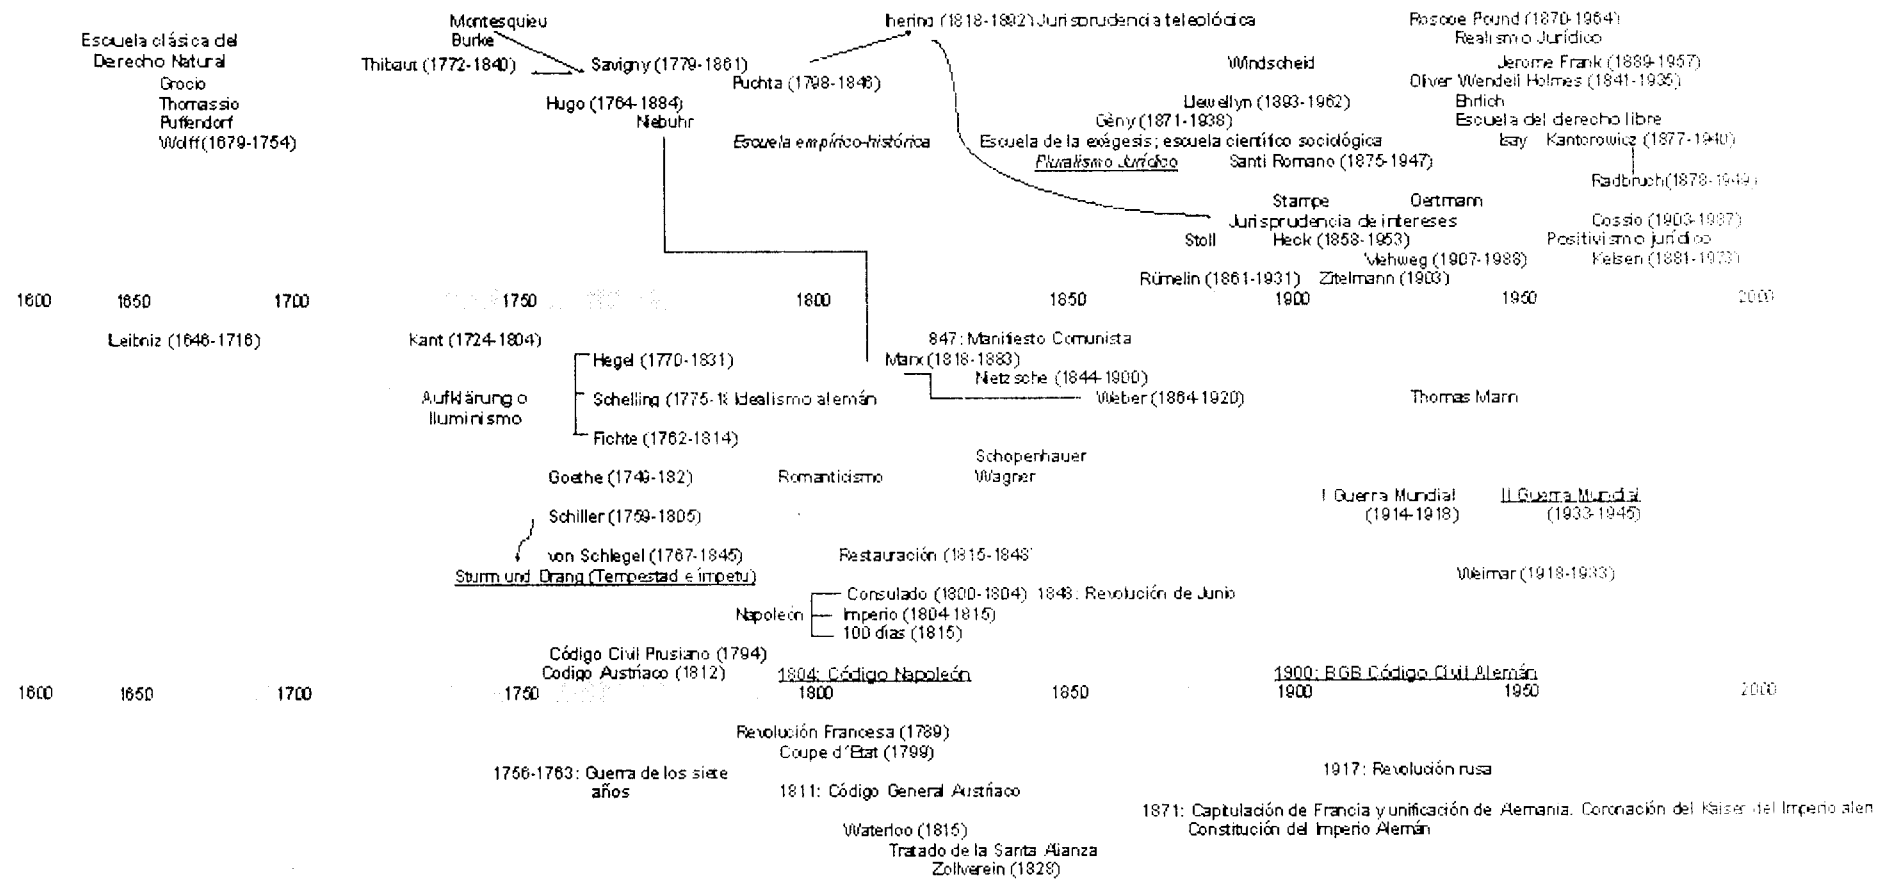 Montesquieu
Burke
Ihering (1818-1892) Jurisprudencia teleológica
Roscoe Pound (1870-1964)
Realismo Jurídico
Escuela clásica del
Derecho Natural
Thibaut (1772-1840)
Savigny (1779-1861)
Windscheid
Jerome Frank (1889-1957)
Grocio
Puchta (1798-1846)
Oliver Wendell Holmes (1841-1935)
Thomassio
Hugo (1764-1884)
Llewellyn (1893-1962)
Ehrlich
Puffendorf
Niebuhr
Gèny (1871-1938)
Escuela del derecho libre
Wolff(1679-1754)
Escuela empírico-histórica
Escuela de la exégesis; escuela científico sociológica
Isay Kantorowicz (1877-1940)
Pluralismo Jurídico
Santi Romano (1875-1947)
Radbruch(1878-1949)
Stampe
Oertmann
Jurisprudencia de intereses
Cossio (1903-1987)
Stoll
Heck (1858-1953)
Positivismo jurídico
Viehweg (1907-1988)
Kelsen (1881-1973)
Rümelin (1861-1931)
Zitelmann (1903)
1600 1650 1700 1750 1800 1850 1900 1950 2000
Leibniz (1646-1716)
Kant (1724-1804)
847: Manifiesto Comunista
Hegel (1770-1831)
Marx (1818-1883)
Nietzsche (1844-1900)
Aufklärung o
Iluminismo
Schelling (1775-18 Idealismo alemán
Weber (1864-1920)
Thomas Mann
Fichte (1762-1814)
Schopenhauer
Goethe (1749-182)
Romanticismo
Wagner
I Guerra Mundial
(1914-1918)
II Guerra Mundial
(1933-1945)
Schiller (1759-1805)
von Schlegel (1767-1845)
Restauración (1815-1848)
Sturm und Drang (Tempestad e ímpetu)
Weimar (1918-1933)
Consulado (1800-1804) 1848: Revolución de Junio
Napoleón
Imperio (1804-1815)
100 días (1815)
Código Civil Prusiano (1794)
Codigo Austríaco (1812)
1804: Código Napoleón
1900: BGB Código Civil Alemán
1600 1650 1700 1750 1800 1850 1900 1950 2000
Revolución Francesa (1789)
Coupe d´Etat (1799)
1756-1763: Guerra de los siete
años
1917: Revolución rusa
1811: Código General Austríaco
1871: Capitulación de Francia y unificación de Alemania. Coronación del Kaiser del Imperio alem
Constitución del Imperio Alemán
Waterloo (1815)
Tratado de la Santa Alianza
Zollverein (1828)